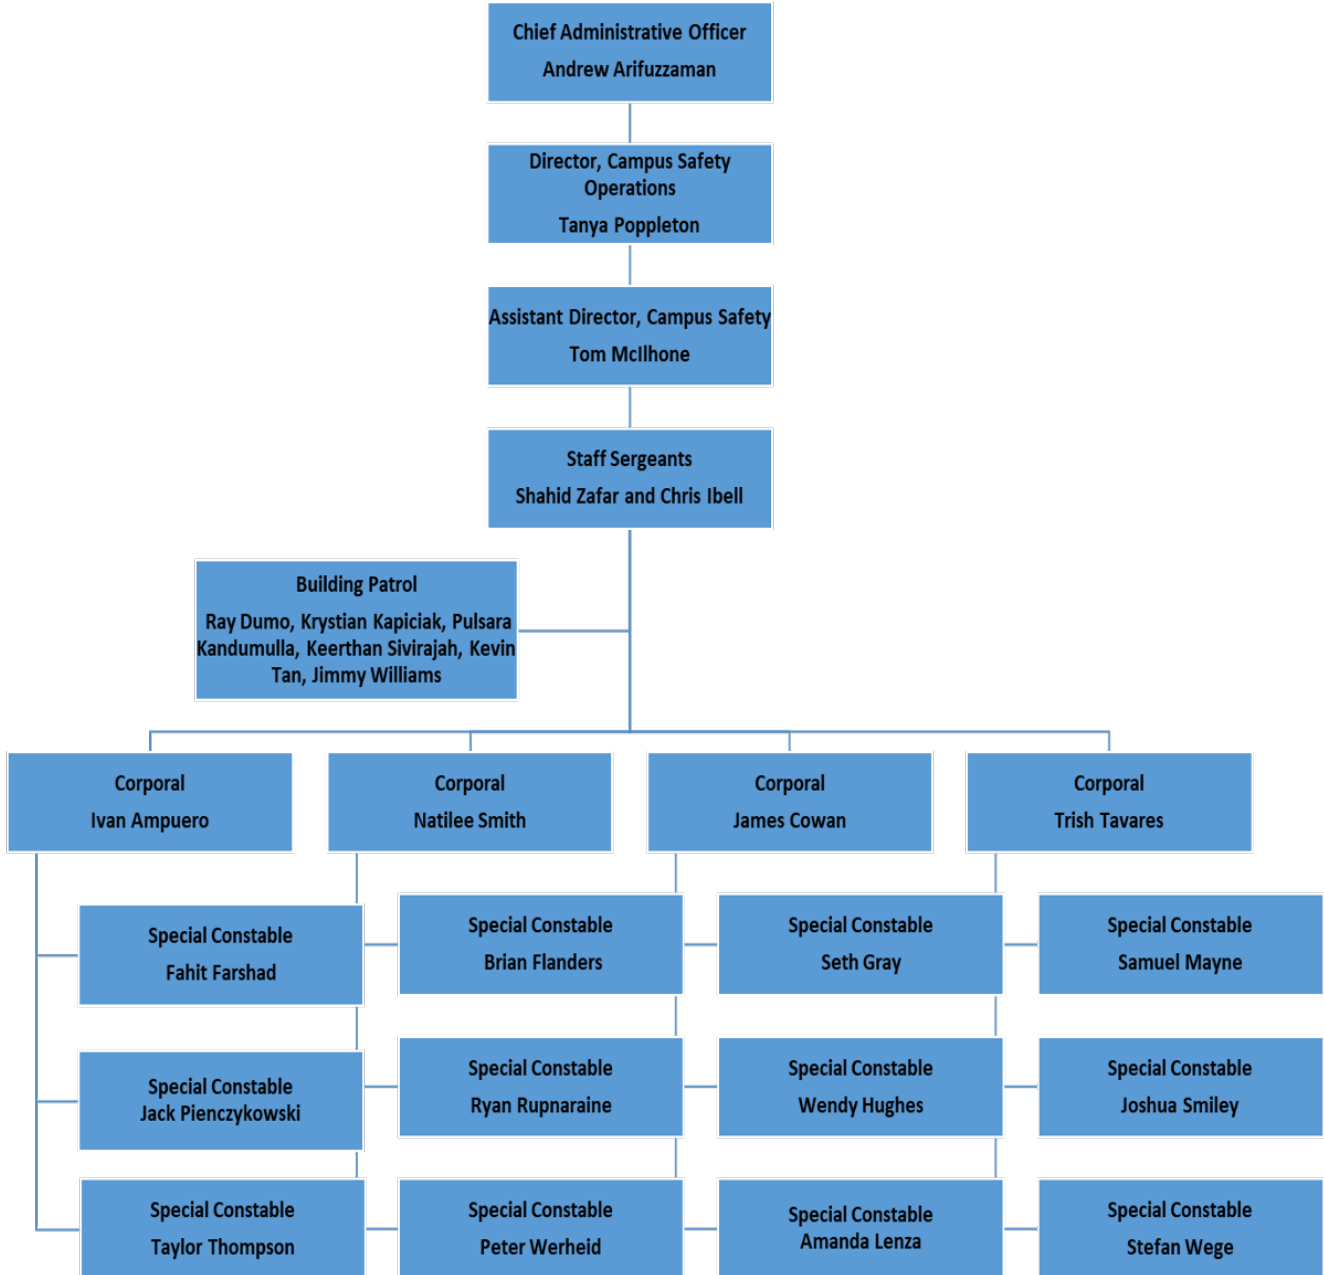 Chief Administrative Officer
Andrew Arifuzzaman
Director, Campus Safety
Operations
Tanya Poppleton
Assistant Director, Campus Safety
Tom McIlhone
Staff Sergeants
Shahid Zafar and Chris Ibell
Building Patrol
Ray Dumo, Krystian Kapiciak, Pulsara
Kandumulla, Keerthan Sivirajah, Kevin
Tan, Jimmy Williams
Corporal
Ivan Ampuero
Corporal
Natilee Smith
Corporal
James Cowan
Corporal
Trish Tavares
Special Constable
Fahit Farshad
Special Constable
Brian Flanders
Special Constable
Seth Gray
Special Constable
Samuel Mayne
Special Constable
Jack Pienczykowski
Special Constable
Ryan Rupnaraine
Special Constable
Wendy Hughes
Special Constable
Joshua Smiley
Special Constable
Taylor Thompson
Special Constable
Peter Werheid
Special Constable
Amanda Lenza
Special Constable
Stefan Wege